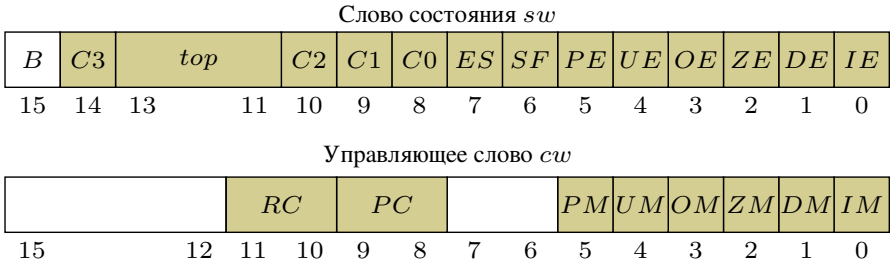 Слово состояния sw
B C3 top C2 C1 C0 ES SF PE UE OE ZE DE IE
15 14 13 11 10 9 8 7 6 5 4 3 2 1 0
Управляющее слово cw
RC PC PM UM OM ZM DM IM
15 12 11 10 9 8 7 6 5 4 3 2 1 0